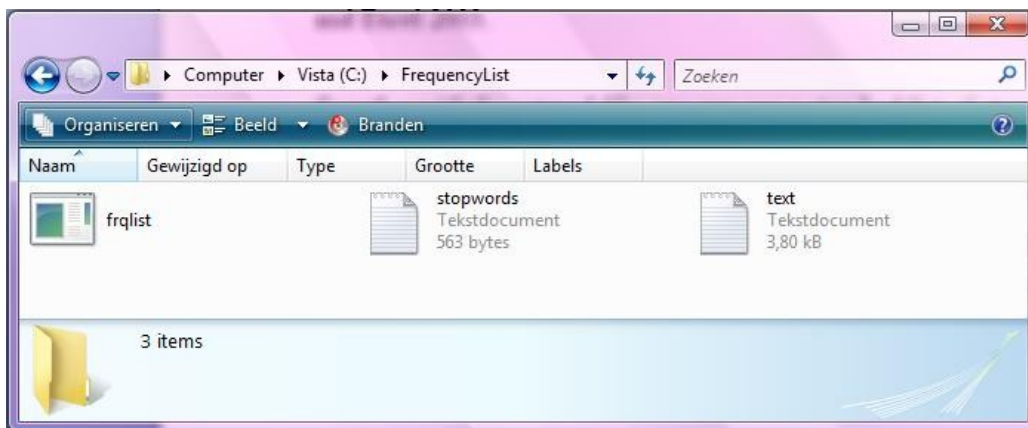 Computer ▸ Vista (C:) ▸ FrequencyList
Zoeken
Organiseren Beeld Branden
Naam Gewijzigd op Type Grootte Labels
frqlist
stopwords
Tekstdocument
563 bytes
text
Tekstdocument
3,80 kB
3 items